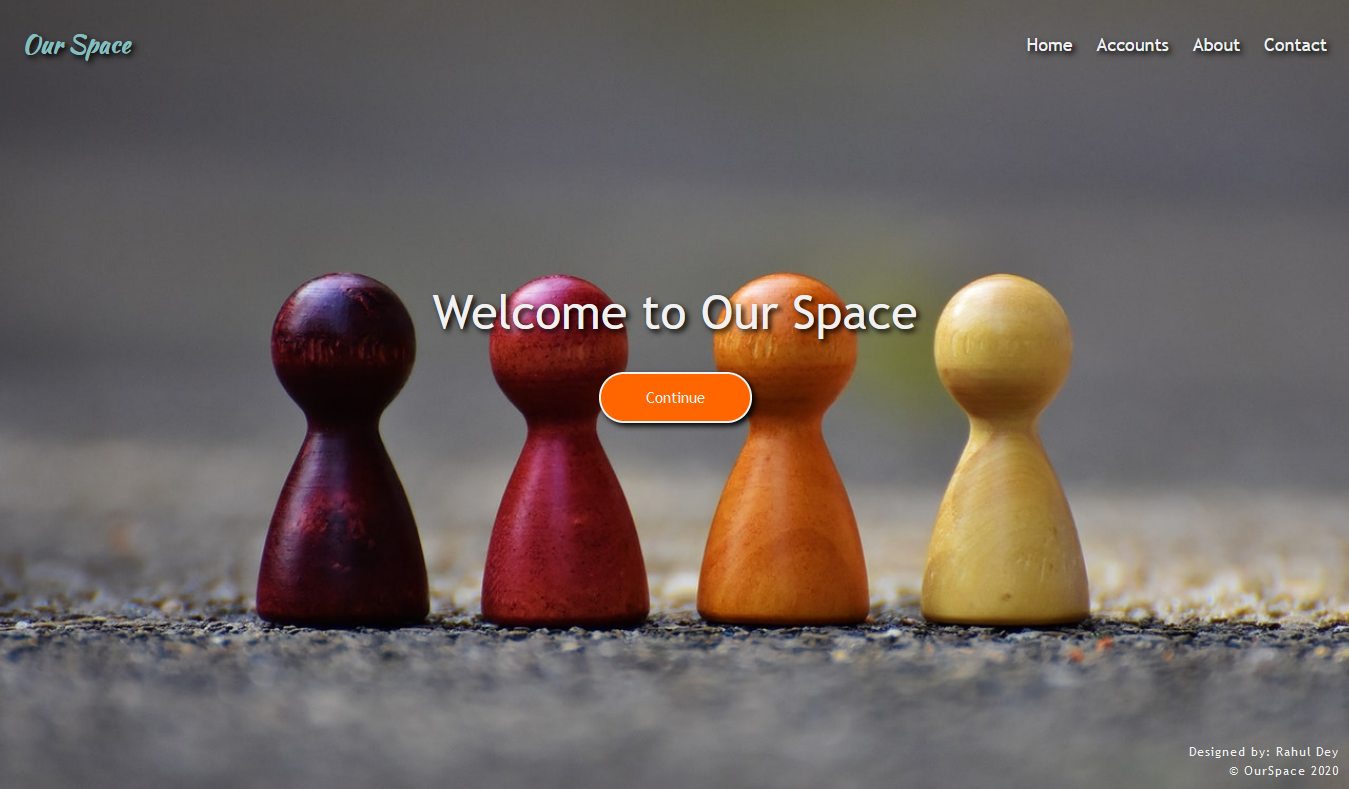 Our Space
Home Accounts About Contact
Welcome to Our Space
Continue
Designed by: Rahul Dey
© OurSpace 2020